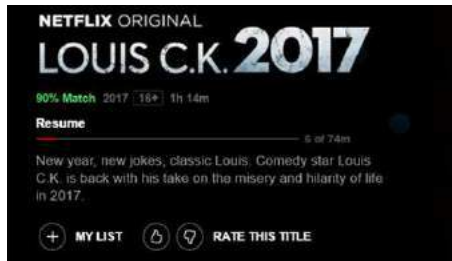 NETFLIX ORIGINAL
LOUIS C.K. 2017
90% Match 2017 16+ 1h 14m
Resume
6 of 74m
New year, new jokes, classic Louis. Comedy star Louis
C.K. is back with his take on the misery and hilarity of life
in 2017.
MY LIST RATE THIS TITLE